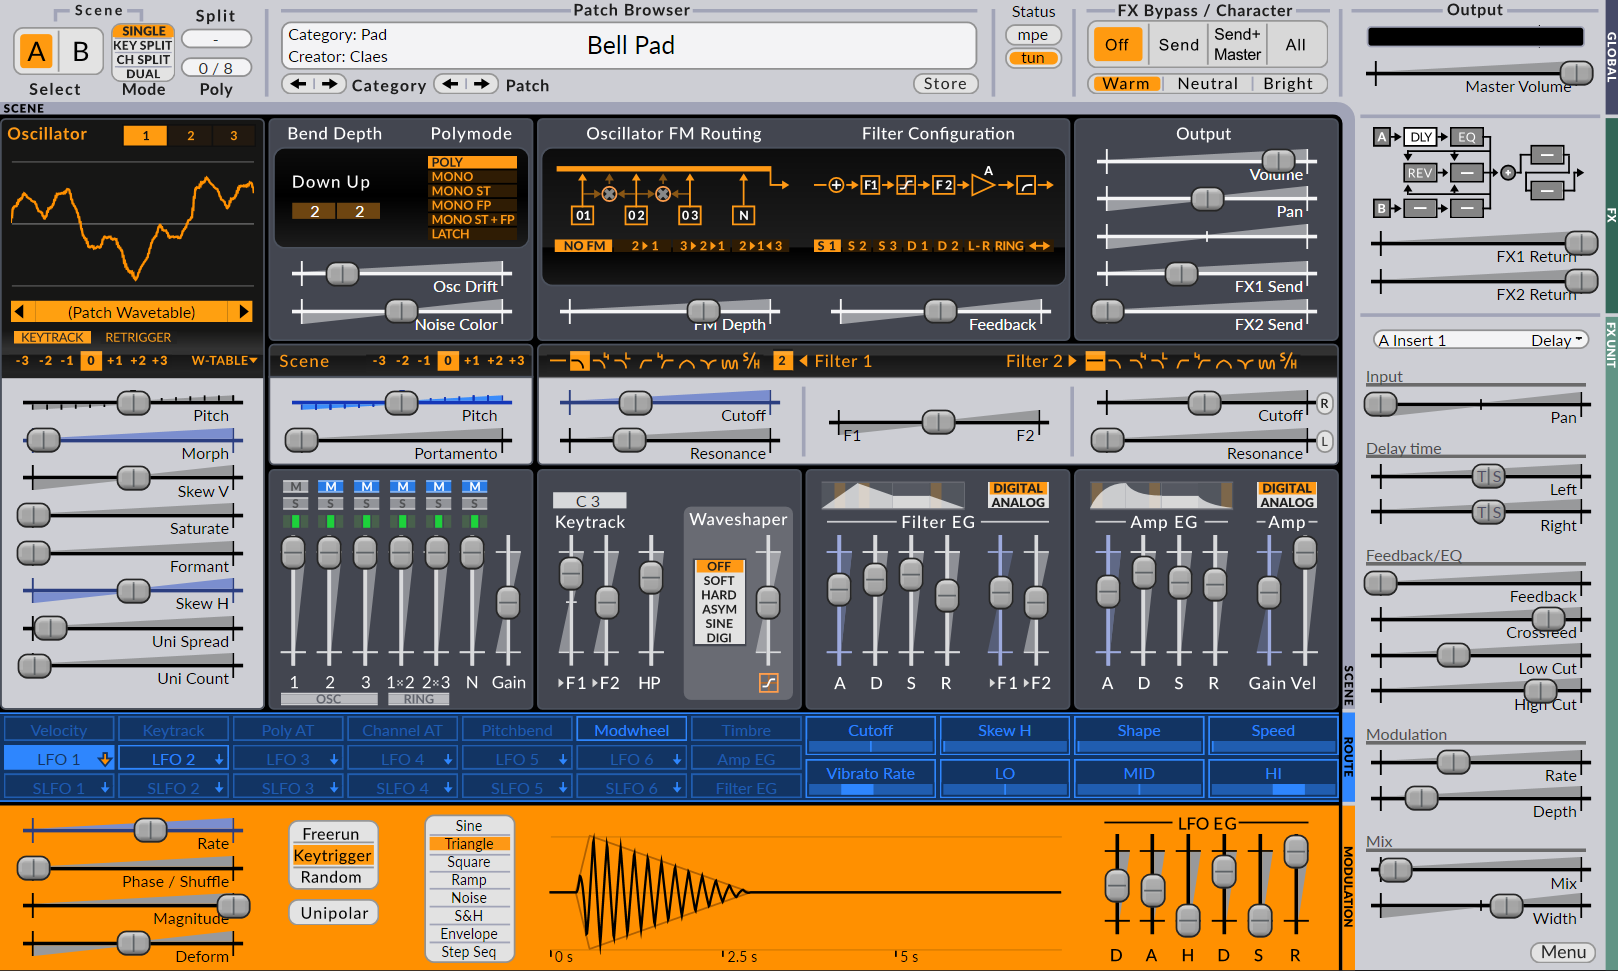 Scene
A B
Select
SINGLE
KEY SPLIT
CH SPLIT
DUAL
Mode
Split
-
0 / 8
Poly
Patch Browser
Category: Pad
Creator: Claes
Bell Pad
Category
Patch
Store
Status
mpe
tun
FX Bypass / Character
Off Send Send+ Master All
Warm Neutral Bright
Output
Master Volume
GLOBAL
SCENE
Oscillator 1 2 3
(Patch Wavetable)
KEYTRACK RETRIGGER
-3 -2 -1 0 +1 +2 +3 W-TABLE
Pitch
Morph
Skew V
Saturate
Formant
Skew H
Uni Spread
Uni Count
Bend Depth
Down Up
2 2
Polymode
POLY
MONO
MONO ST
MONO FP
MONO ST + FP
LATCH
Osc Drift
Noise Color
Oscillator FM Routing
O1 O2 O3 N
NO FM 2 1 3 2 1 2 1 3
FM Depth
Filter Configuration
F1 F2 A
S 1 S 2 S 3 D 1 D 2 L-R RING
Feedback
Output
Volume
Pan
FX1 Send
FX2 Send
A DLY EQ
REV
B
FX1 Return
FX2 Return
FX
Scene -3 -2 -1 0 +1 +2 +3
Pitch
Portamento
S/H 2 Filter 1
Filter 2 S/H
Cutoff
Resonance
F1 F2
Cutoff R
Resonance L
M M M M M M
S S S S S S
1 2 3 1×2 2×3 N Gain
OSC RING
C 3
Keytrack
F1 F2 HP
Waveshaper
OFF
SOFT
HARD
ASYM
SINE
DIGI
DIGITAL
ANALOG
Filter EG
A D S R F1 F2
DIGITAL
ANALOG
Amp EG Amp
A D S R Gain Vel
SCENE
FX UNIT
A Insert 1 Delay
Input
Pan
Delay time
T|S
Left
T|S
Right
Feedback/EQ
Feedback
Crossfeed
Low Cut
High Cut
Modulation
Rate
Depth
Mix
Mix
Width
Menu
Velocity Keytrack Poly AT Channel AT Pitchbend Modwheel Timbre
LFO 1 LFO 2 LFO 3 LFO 4 LFO 5 LFO 6 Amp EG
SLFO 1 SLFO 2 SLFO 3 SLFO 4 SLFO 5 SLFO 6 Filter EG
Cutoff Skew H Shape Speed
Vibrato Rate LO MID HI
ROUTE
Rate
Phase / Shuffle
Magnitude
Deform
Freerun
Keytrigger
Random
Unipolar
Sine
Triangle
Square
Ramp
Noise
S&H
Envelope
Step Seq
0 s 2.5 s 5 s
LFO EG
D A H D S R
MODULATION